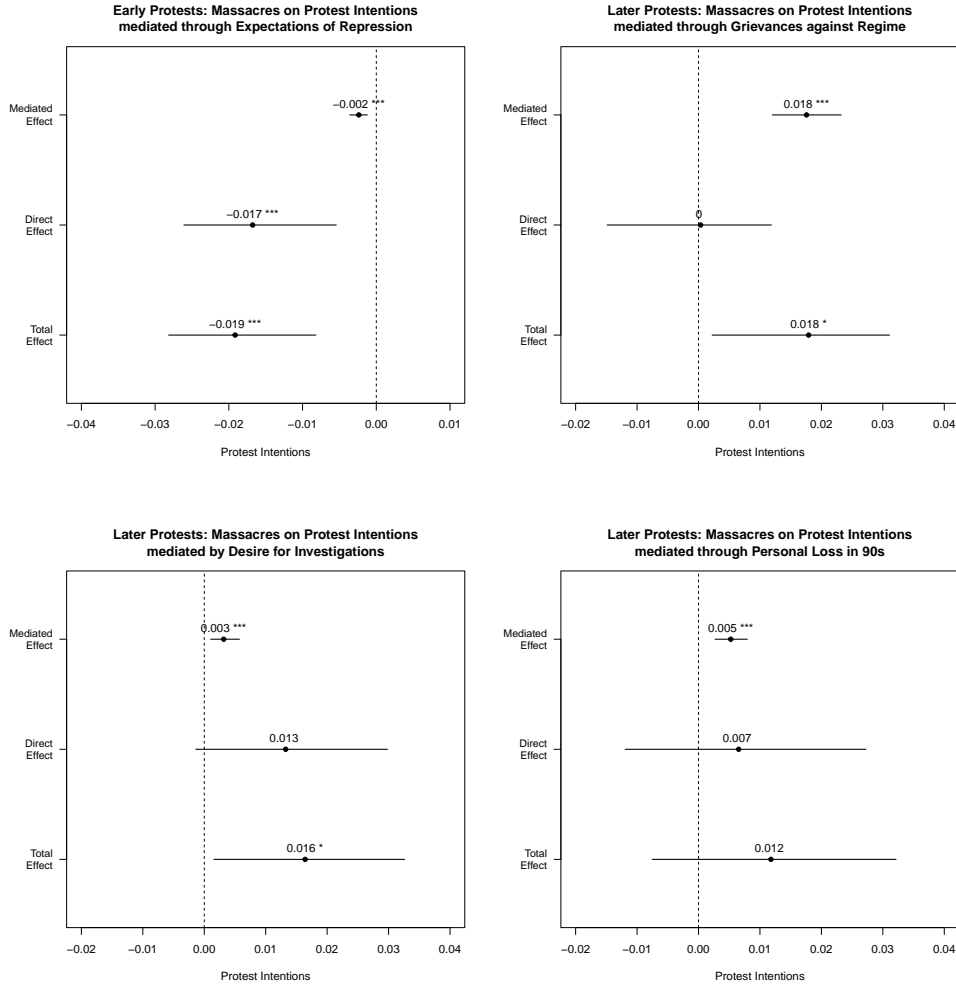 Early Protests: Massacres on Protest Intentions
mediated through Expectations of Repression
Mediated
Effect
−0.002 ***
Direct
Effect
−0.017 ***
Total
Effect
−0.019 ***
−0.04 −0.03 −0.02 −0.01 0.00 0.01
Protest Intentions
Later Protests: Massacres on Protest Intentions
mediated through Grievances against Regime
Mediated
Effect
0.018 ***
Direct
Effect
0
Total
Effect
0.018 *
−0.02 −0.01 0.00 0.01 0.02 0.03 0.04
Protest Intentions
Later Protests: Massacres on Protest Intentions
mediated by Desire for Investigations
Mediated
Effect
0.003 ***
Direct
Effect
0.013
Total
Effect
0.016 *
−0.02 −0.01 0.00 0.01 0.02 0.03 0.04
Protest Intentions
Later Protests: Massacres on Protest Intentions
mediated through Personal Loss in 90s
Mediated
Effect
0.005 ***
Direct
Effect
0.007
Total
Effect
0.012
−0.02 −0.01 0.00 0.01 0.02 0.03 0.04
Protest Intentions